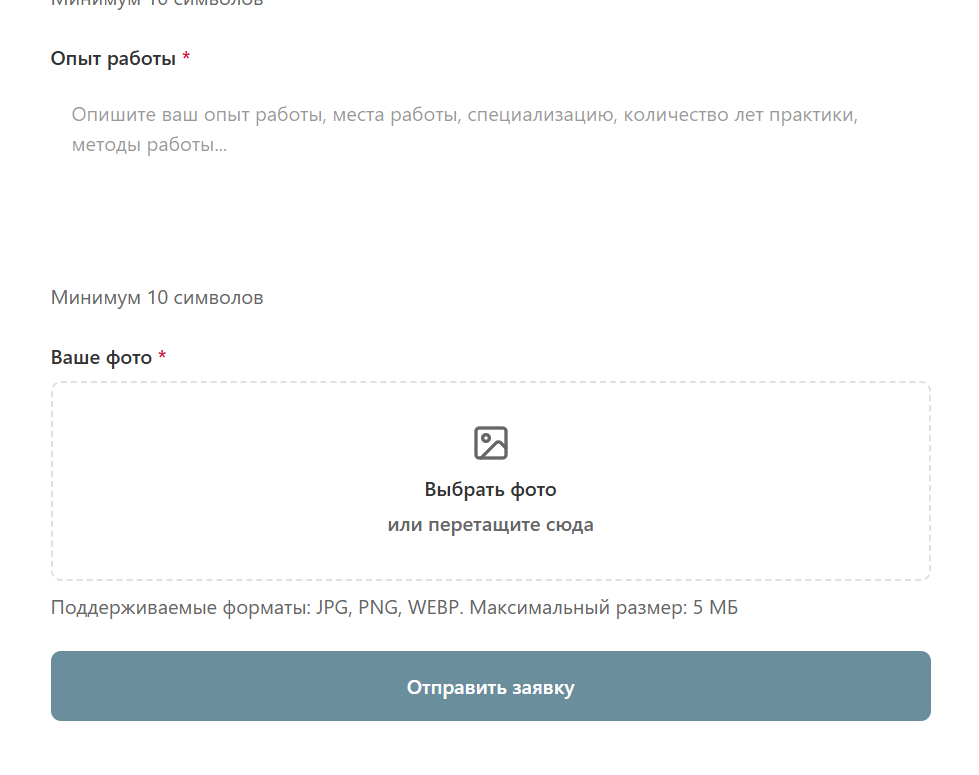 Минимум 10 символов
Опыт работы *
Опишите ваш опыт работы, места работы, специализацию, количество лет практики,
методы работы...
Минимум 10 символов
Ваше фото *
Выбрать фото
или перетащите сюда
Поддерживаемые форматы: JPG, PNG, WEBP. Максимальный размер: 5 МБ
Отправить заявку